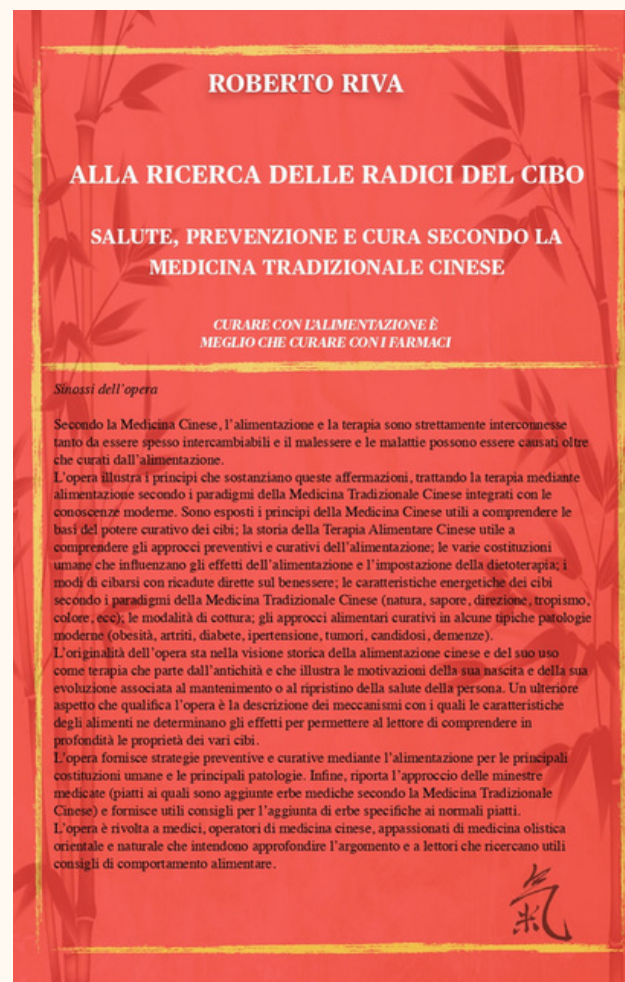 ROBERTO RIVA
ALLA RICERCA DELLE RADICI DEL CIBO
SALUTE, PREVENZIONE E CURA SECONDO LA
MEDICINA TRADIZIONALE CINESE
CURARE CON L'ALIMENTAZIONE È
MEGLIO CHE CURARE CON I FARMACI
Sinossi dell'opera
Secondo la Medicina Cinese, l'alimentazione e la terapia sono strettamente interconnesse
tanto da essere spesso intercambiabili e il malessere e le malattie possono essere causati oltre
che curati dall'alimentazione.
L'opera illustra i principi che sostanziano queste affermazioni, trattando la terapia mediante
alimentazione secondo i paradigmi della Medicina Tradizionale Cinese integrati con le
conoscenze moderne. Sono esposti i principi della Medicina Cinese utili a comprendere le
basi del potere curativo dei cibi; la storia della Terapia Alimentare Cinese utile a
comprendere gli approcci preventivi e curativi dell'alimentazione; le varie costituzioni
umane che influenzano gli effetti dell'alimentazione e l'impostazione della dietoterapia; i
modi di cibarsi con ricadute dirette sul benessere; le caratteristiche energetiche dei cibi
secondo i paradigmi della Medicina Tradizionale Cinese (natura, sapore, direzione, tropismo,
colore, ecc); le modalità di cottura; gli approcci alimentari curativi in alcune tipiche patologie
moderne (obesità, artriti, diabete, ipertensione, tumori, candidosi, demenze).
L'originalità dell'opera sta nella visione storica della alimentazione cinese e del suo uso
come terapia che parte dall'antichità e che illustra le motivazioni della sua nascita e della sua
evoluzione associata al mantenimento o al ripristino della salute della persona. Un ulteriore
aspetto che qualifica l'opera è la descrizione dei meccanismi con i quali le caratteristiche
degli alimenti ne determinano gli effetti per permettere al lettore di comprendere in
profondità le proprietà dei vari cibi.
L'opera fornisce strategie preventive e curative mediante l'alimentazione per le principali
costituzioni umane e le principali patologie. Infine, riporta l'approccio delle minestre
medicate (piatti ai quali sono aggiunte erbe mediche secondo la Medicina Tradizionale
Cinese) e fornisce utili consigli per l'aggiunta di erbe specifiche ai normali piatti.
L'opera è rivolta a medici, operatori di medicina cinese, appassionati di medicina olistica
orientale e naturale che intendono approfondire l'argomento e a lettori che ricercano utili
consigli di comportamento alimentare.
氣